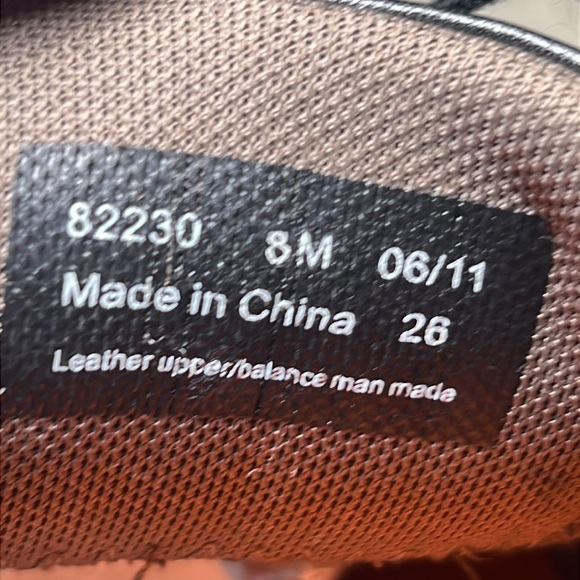 82230 8M 06/11
Made in China 26
Leather upper/balance man made